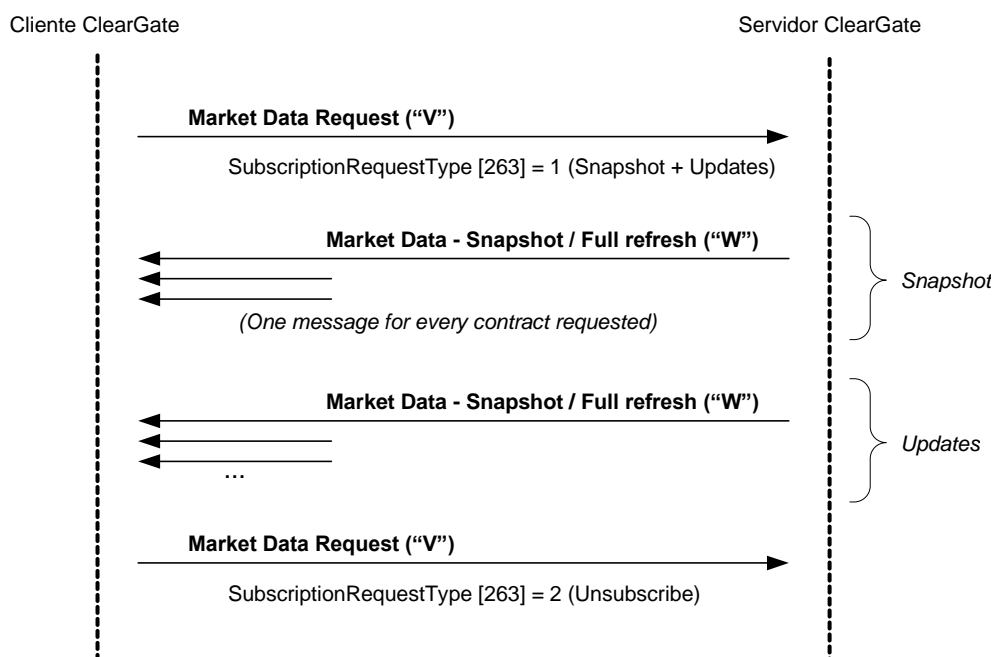 Cliente ClearGate
Servidor ClearGate
Market Data Request (“V”)
SubscriptionRequestType [263] = 1 (Snapshot + Updates)
Market Data - Snapshot / Full refresh (“W”)
Snapshot
(One message for every contract requested)
Market Data - Snapshot / Full refresh (“W”)
Updates
…
Market Data Request (“V”)
SubscriptionRequestType [263] = 2 (Unsubscribe)